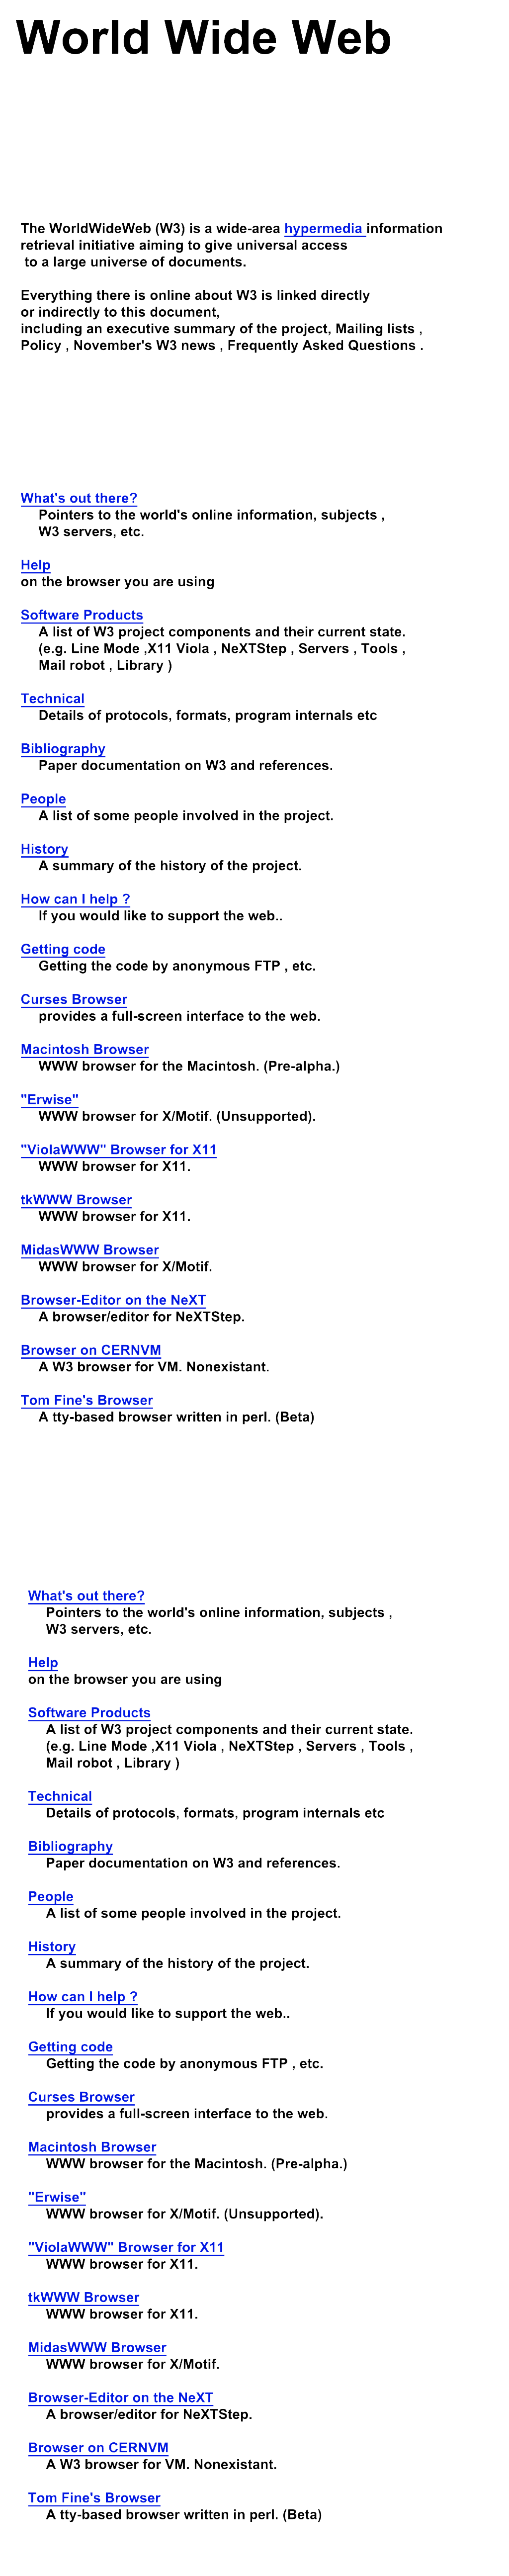 World Wide Web
The WorldWideWeb (W3) is a wide-area hypermedia information
retrieval initiative aiming to give universal access
to a large universe of documents.
Everything there is online about W3 is linked directly
or indirectly to this document,
including an executive summary of the project, Mailing lists ,
Policy , November's W3 news , Frequently Asked Questions .
What's out there?
Pointers to the world's online information, subjects ,
W3 servers, etc.
Help
on the browser you are using
Software Products
A list of W3 project components and their current state.
(e.g. Line Mode ,X11 Viola , NeXTStep , Servers , Tools ,
Mail robot , Library )
Technical
Details of protocols, formats, program internals etc
Bibliography
Paper documentation on W3 and references.
People
A list of some people involved in the project.
History
A summary of the history of the project.
How can I help ?
If you would like to support the web..
Getting code
Getting the code by anonymous FTP , etc.
Curses Browser
provides a full-screen interface to the web.
Macintosh Browser
WWW browser for the Macintosh. (Pre-alpha.)
"Erwise"
WWW browser for X/Motif. (Unsupported).
"ViolaWWW" Browser for X11
WWW browser for X11.
tkWWW Browser
WWW browser for X11.
MidasWWW Browser
WWW browser for X/Motif.
Browser-Editor on the NeXT
A browser/editor for NeXTStep.
Browser on CERNVM
A W3 browser for VM. Nonexistant.
Tom Fine's Browser
A tty-based browser written in perl. (Beta)
What's out there?
Pointers to the world's online information, subjects ,
W3 servers, etc.
Help
on the browser you are using
Software Products
A list of W3 project components and their current state.
(e.g. Line Mode ,X11 Viola , NeXTStep , Servers , Tools ,
Mail robot , Library )
Technical
Details of protocols, formats, program internals etc
Bibliography
Paper documentation on W3 and references.
People
A list of some people involved in the project.
History
A summary of the history of the project.
How can I help ?
If you would like to support the web..
Getting code
Getting the code by anonymous FTP , etc.
Curses Browser
provides a full-screen interface to the web.
Macintosh Browser
WWW browser for the Macintosh. (Pre-alpha.)
"Erwise"
WWW browser for X/Motif. (Unsupported).
"ViolaWWW" Browser for X11
WWW browser for X11.
tkWWW Browser
WWW browser for X11.
MidasWWW Browser
WWW browser for X/Motif.
Browser-Editor on the NeXT
A browser/editor for NeXTStep.
Browser on CERNVM
A W3 browser for VM. Nonexistant.
Tom Fine's Browser
A tty-based browser written in perl. (Beta)